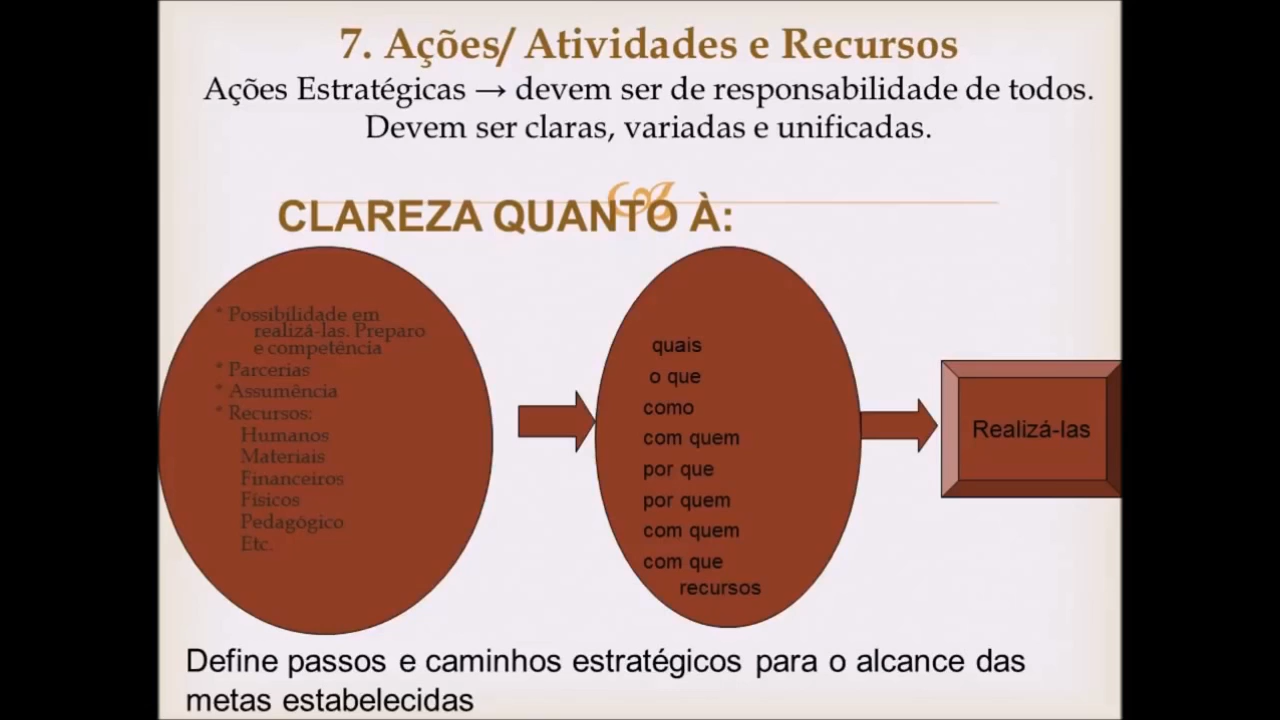 7. Ações/ Atividades e Recursos
Ações Estratégicas → devem ser de responsabilidade de todos.
Devem ser claras, variadas e unificadas.
CLAREZA QUANTO À:
* Possibilidade em
realizá-las. Preparo
e competência
* Parcerias
* Assumência
* Recursos:
Humanos
Materiais
Financeiros
Físicos
Pedagógico
Etc.
quais
o que
como
com quem
por que
por quem
com quem
com que
recursos
Realizá-las
Define passos e caminhos estratégicos para o alcance das
metas estabelecidas